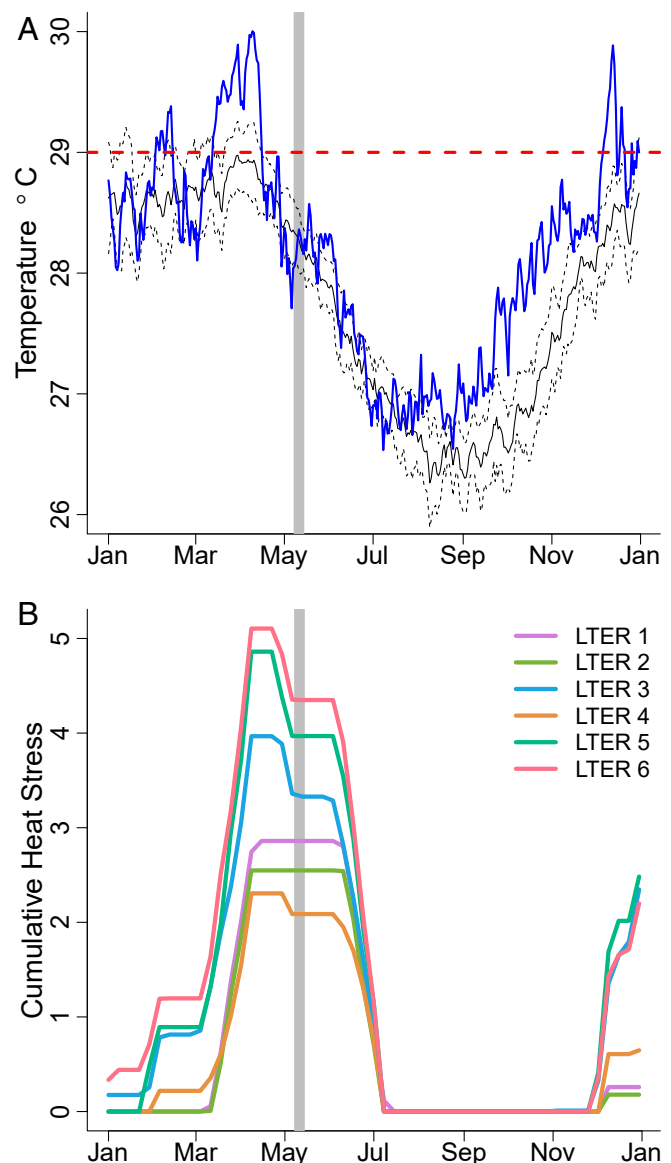 A
Temperature ° C
30
29
28
27
26
Jan Mar May Jul Sep Nov Jan
B
Cumulative Heat Stress
5
4
3
2
1
0
LTER 1
LTER 2
LTER 3
LTER 4
LTER 5
LTER 6
Jan Mar May Jul Sep Nov Jan